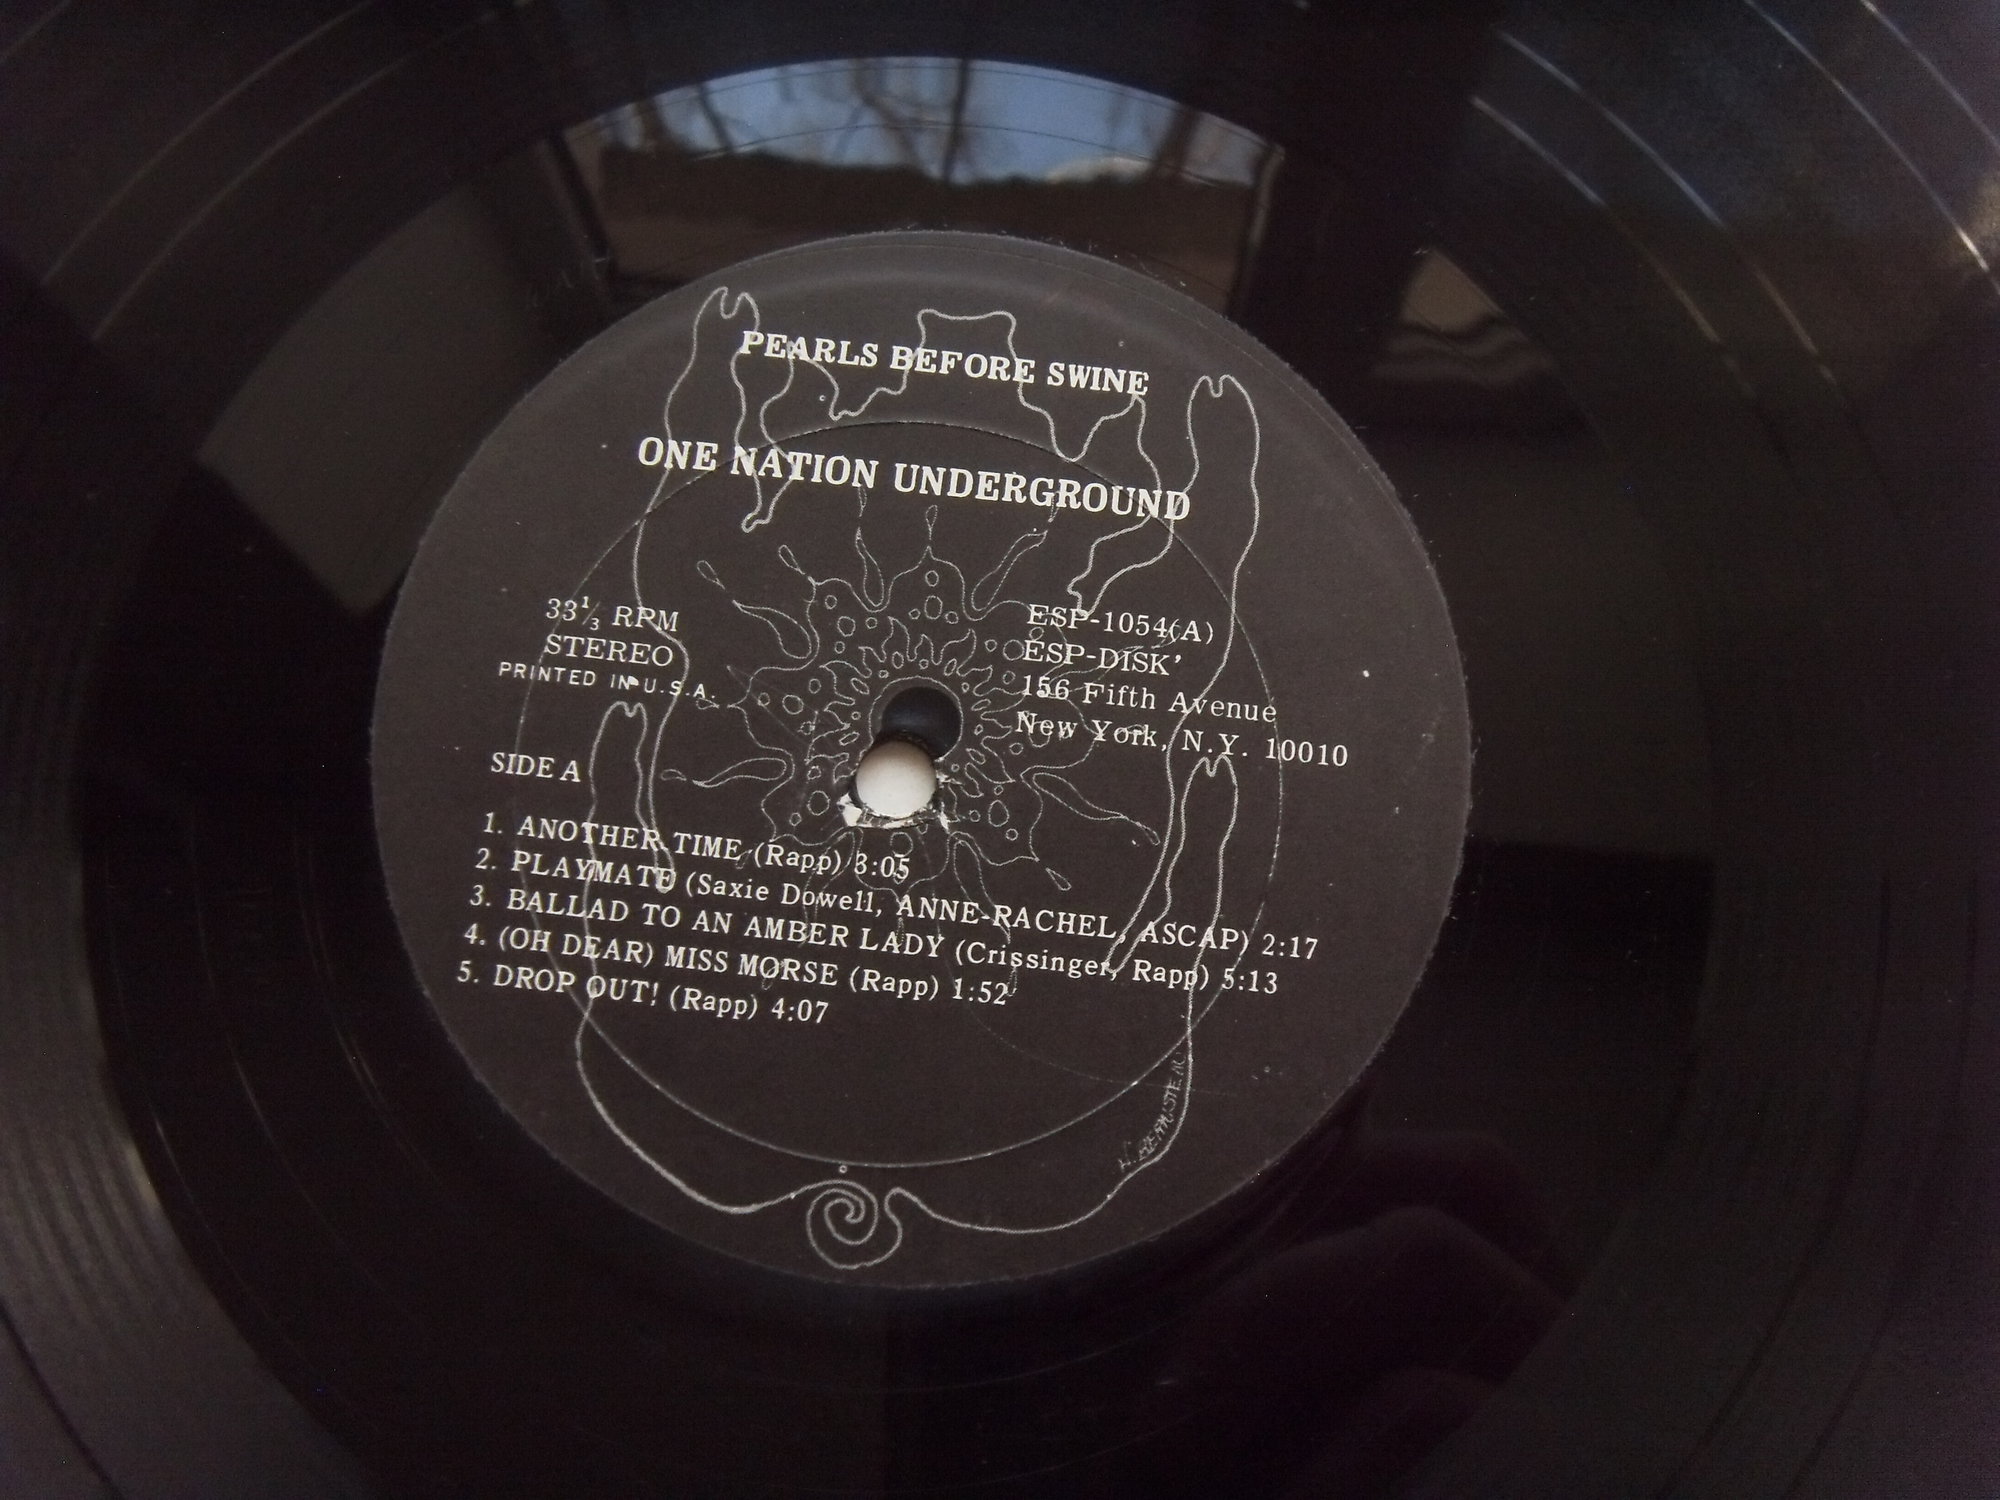 PEARLS BEFORE SWINE
ONE NATION UNDERGROUND
33⅓ RPM
STEREO
PRINTED IN U.S.A.
ESP-1054(A)
ESP-DISK’
156 Fifth Avenue
New York, N.Y. 10010
SIDE A
1. ANOTHER TIME (Rapp) 3:05
2. PLAYMATE (Saxie Dowell, ANNE-RACHEL, ASCAP) 2:17
3. BALLAD TO AN AMBER LADY (Crissinger, Rapp) 5:13
4. (OH DEAR) MISS MORSE (Rapp) 1:52
5. DROP OUT! (Rapp) 4:07